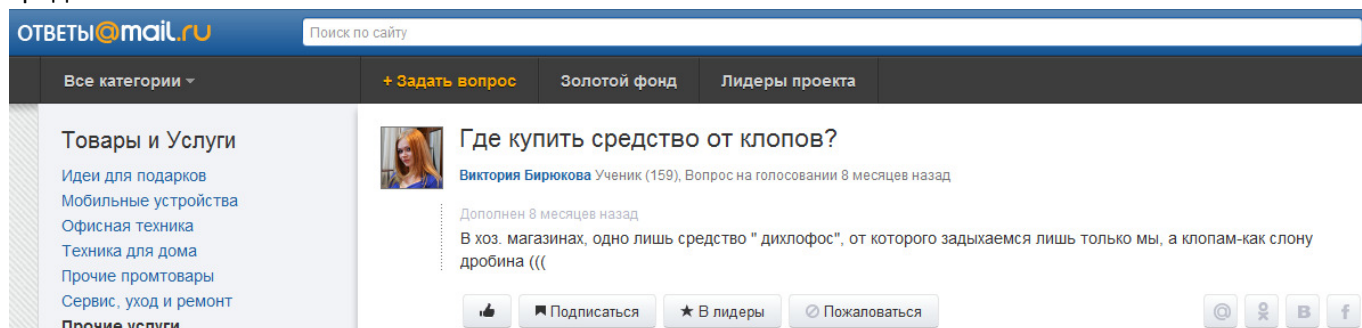 ОТВЕТЫ@mail.ru
Поиск по сайту
Все категории
+ Задать вопрос
Золотой фонд
Лидеры проекта
Товары и Услуги
Идеи для подарков
Мобильные устройства
Офисная техника
Техника для дома
Прочие промтовары
Сервис, уход и ремонт
Прочие услуги
Где купить средство от клопов?
Виктория Бирюкова Ученик (159), Вопрос на голосовании 8 месяцев назад
Дополнен 8 месяцев назад
В хоз. магазинах, одно лишь средство " дихлофос", от которого задыхаемся лишь только мы, а клопам-как слону
дробина (((
Подписаться
В лидеры
Пожаловаться